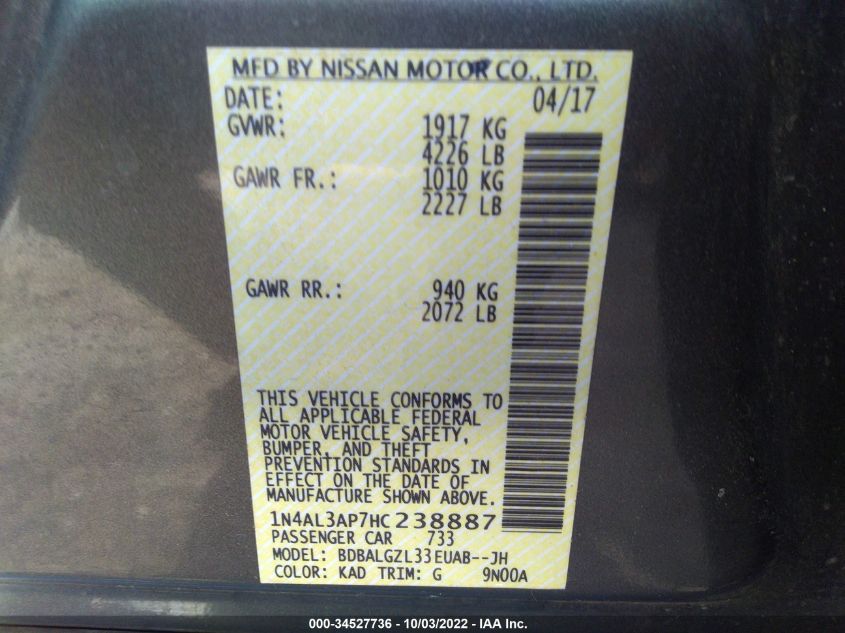 MFD BY NISSAN MOTOR CO., LTD.
DATE: 04/17
GVWR: 1917 KG
4226 LB
GAWR FR.: 1010 KG
2227 LB
GAWR RR.: 940 KG
2072 LB
THIS VEHICLE CONFORMS TO
ALL APPLICABLE FEDERAL
MOTOR VEHICLE SAFETY,
BUMPER, AND THEFT
PREVENTION STANDARDS IN
EFFECT ON THE DATE OF
MANUFACTURE SHOWN ABOVE.
1N4AL3AP7HC238887
PASSENGER CAR 733
MODEL: BDBALGZL33EUAB--JH
COLOR: KAD TRIM: G 9N00A
000-34527736 - 10/03/2022 - IAA Inc.